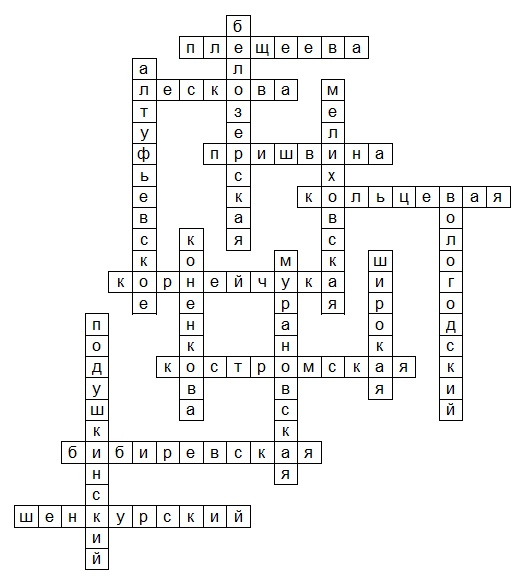 белозерская
плещеева
алтуфьевское
лескова
мелиховская
пришвина
кольцевая
вологодский
коненкова
мурановская
широкая
корнейчука
подушкинский
костромская
бибиревская
шенкурский